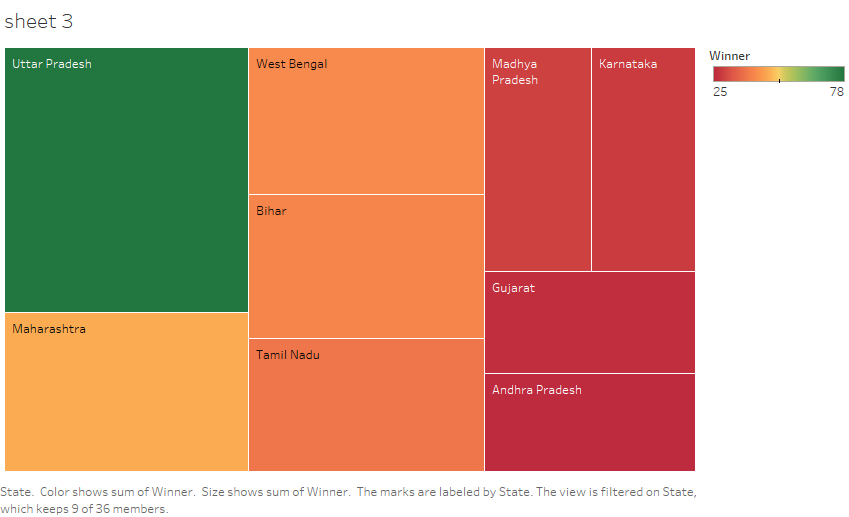 sheet 3
Uttar Pradesh
West Bengal
Madhya
Pradesh
Karnataka
Winner
25
78
Bihar
Gujarat
Maharashtra
Tamil Nadu
Andhra Pradesh
State.  Color shows sum of Winner.  Size shows sum of Winner.  The marks are labeled by State. The view is filtered on State,
which keeps 9 of 36 members.